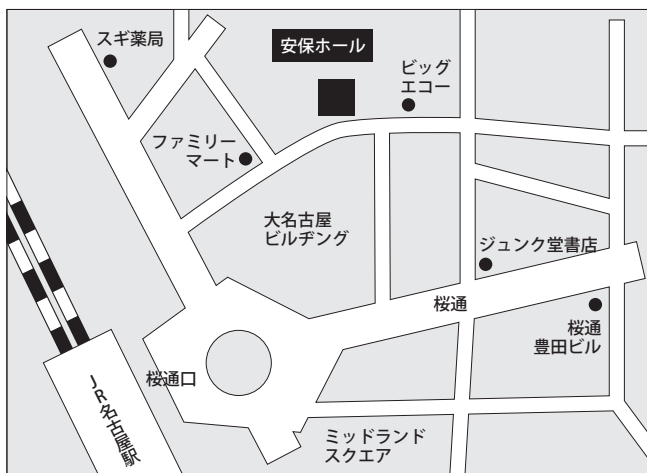 スギ薬局
安保ホール
ビッグ
エコー
ファミリー
マート
大名古屋
ビルヂング
ジュンク堂書店
桜通
桜通
豊田ビル
桜通口
JR名古屋駅
ミッドランド
スクエア